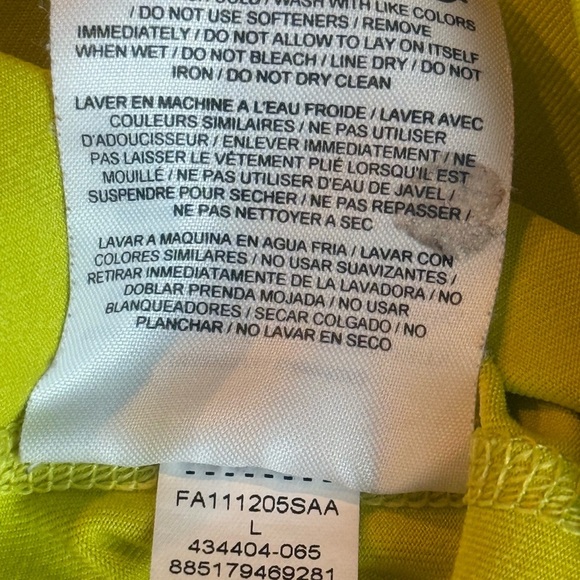 COLD / WASH WITH LIKE COLORS
/ DO NOT USE SOFTENERS / REMOVE
IMMEDIATELY / DO NOT ALLOW TO LAY ON ITSELF
WHEN WET / DO NOT BLEACH / LINE DRY / DO NOT
IRON / DO NOT DRY CLEAN
LAVER EN MACHINE A L'EAU FROIDE / LAVER AVEC
COULEURS SIMILAIRES / NE PAS UTILISER
D'ADOUCISSEUR / ENLEVER IMMEDIATEMENT / NE
PAS LAISSER LE VÊTEMENT PLIÉ LORSQU'IL EST
MOUILLÉ / NE PAS UTILISER D'EAU DE JAVEL /
SUSPENDRE POUR SECHER / NE PAS REPASSER /
NE PAS NETTOYER A SEC
LAVAR A MAQUINA EN AGUA FRIA / LAVAR CON
COLORES SIMILARES / NO USAR SUAVIZANTES /
RETIRAR INMEDIATAMENTE DE LA LAVADORA / NO
DOBLAR PRENDA MOJADA / NO USAR
BLANQUEADORES / SECAR COLGADO / NO
PLANCHAR / NO LAVAR EN SECO
FA111205SAA
L
434404-065
885179469281